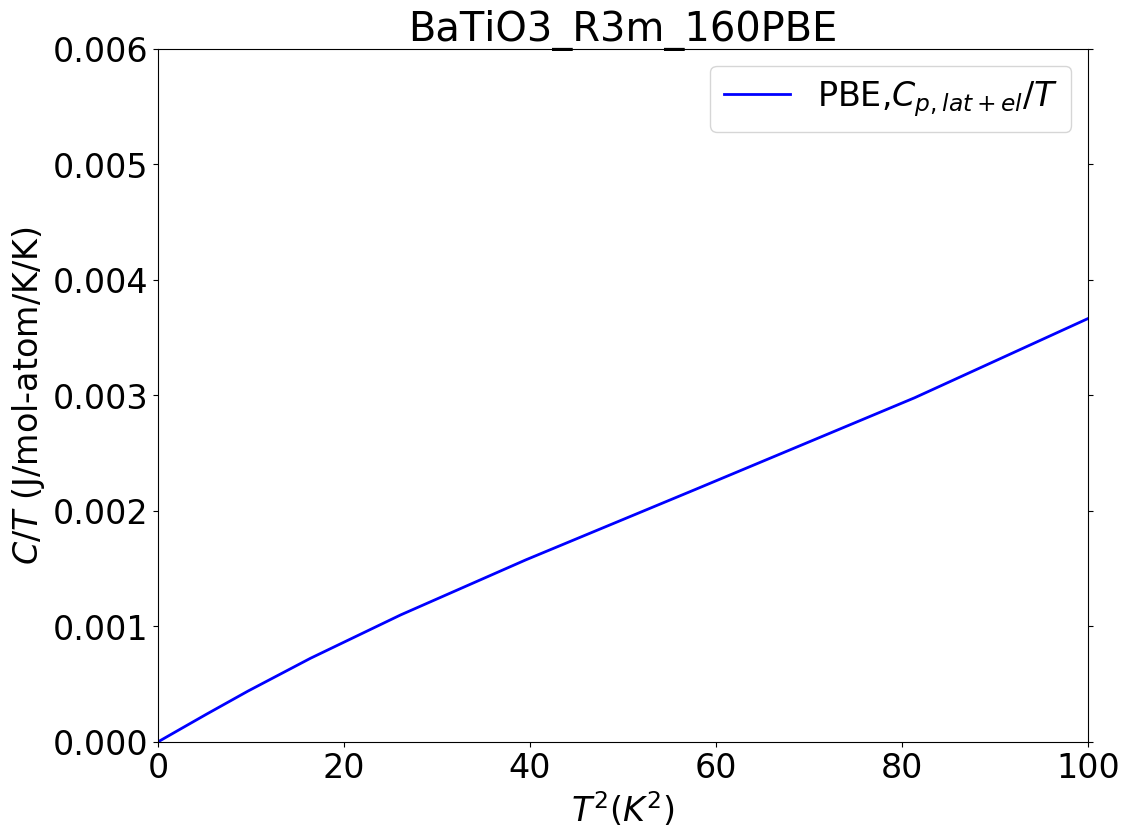 BaTiO3_R3m_160PBE
PBE,C_{p, lat+el}/T
C/T (J/mol-atom/K/K)
0.006
0.005
0.004
0.003
0.002
0.001
0.000
0 20 40 60 80 100
T^2(K^2)